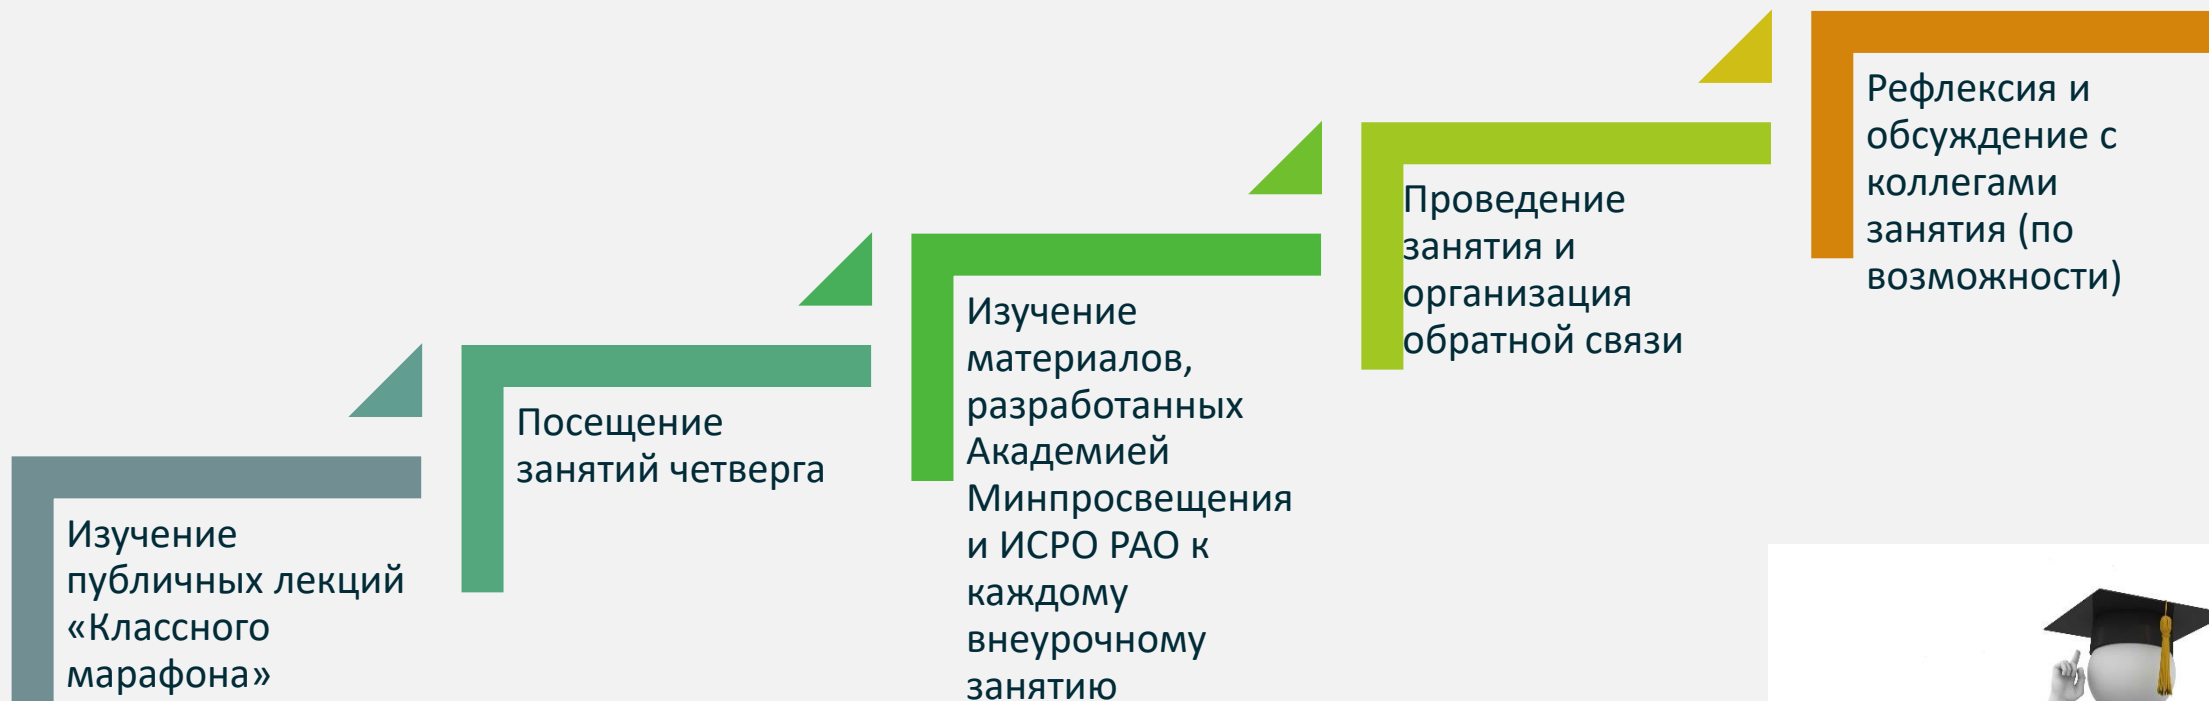 Изучение
публичных лекций
«Классного
марафона»
Посещение
занятий четверга
Изучение
материалов,
разработанных
Академией
Минпросвещения
и ИСРО РАО к
каждому
внеурочному
занятию
Проведение
занятия и
организация
обратной связи
Рефлексия и
обсуждение с
коллегами
занятия (по
возможности)